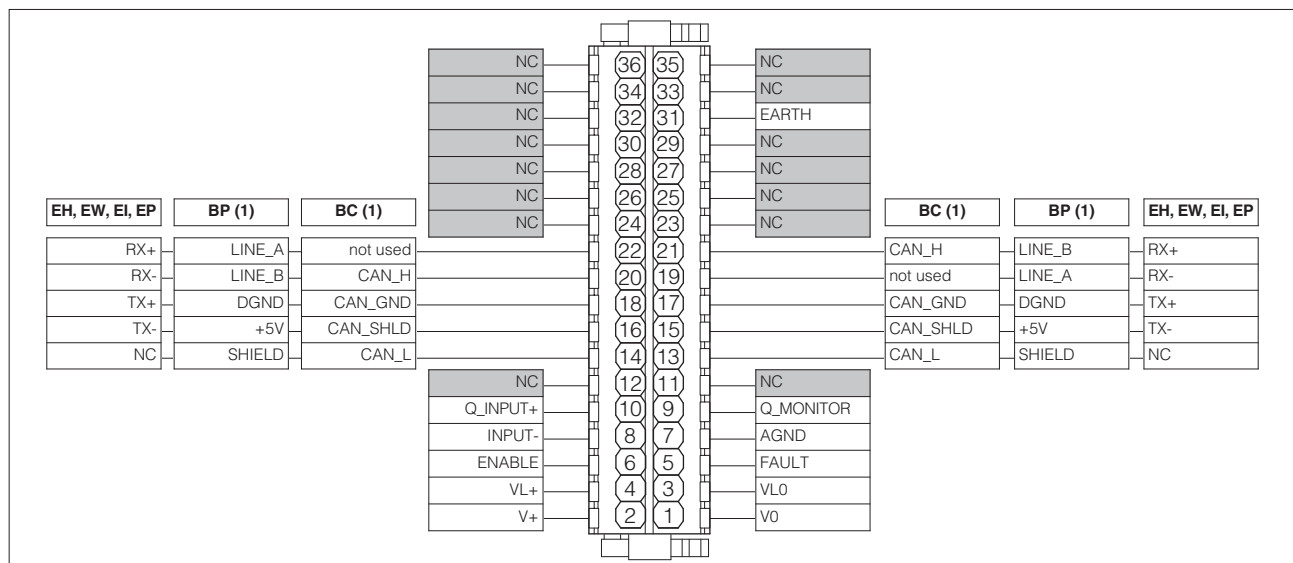 NC 36 35 NC
NC 34 33 NC
NC 32 31 EARTH
NC 30 29 NC
NC 28 27 NC
NC 26 25 NC
EH, EW, EI, EP BP (1) BC (1) NC 24 23 NC BC (1) BP (1) EH, EW, EI, EP
RX+ LINE_A not used 22 21 CAN_H LINE_B RX+
RX- LINE_B CAN_H 20 19 not used LINE_A RX-
TX+ DGND CAN_GND 18 17 CAN_GND DGND TX+
TX- +5V CAN_SHLD 16 15 CAN_SHLD +5V TX-
NC SHIELD CAN_L 14 13 CAN_L SHIELD NC
NC 12 11 NC
Q_INPUT+ 10 9 Q_MONITOR
INPUT- 8 7 AGND
ENABLE 6 5 FAULT
VL+ 4 3 VL0
V+ 2 1 V0